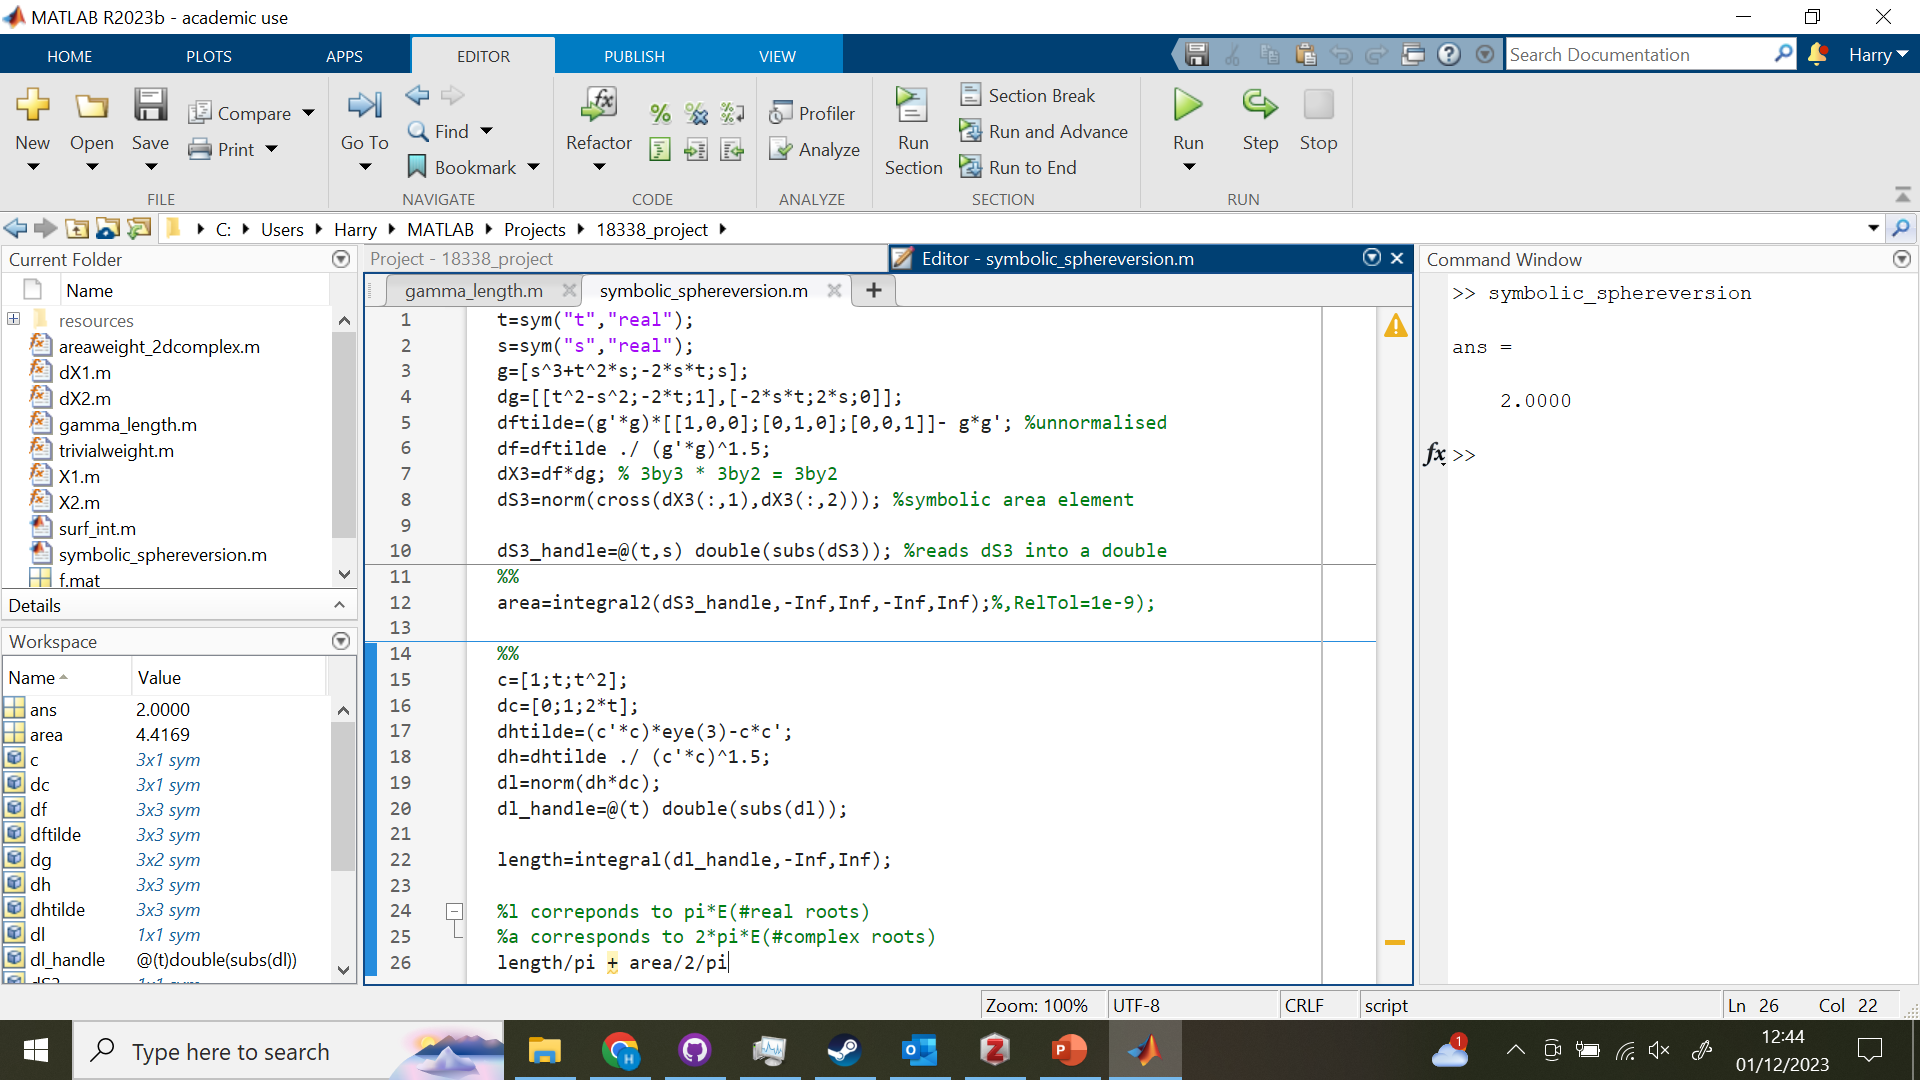 MATLAB R2023b - academic use
HOME PLOTS APPS EDITOR PUBLISH VIEW Search Documentation Harry
New Open Save Compare Print Go To Find Bookmark Refactor Profiler Analyze Run Section Section Break Run and Advance Run to End Run Step Stop
FILE NAVIGATE CODE ANALYZE SECTION RUN
C: Users Harry MATLAB Projects 18338_project
Current Folder
Name
resources
areaweight_2dcomplex.m
dX1.m
dX2.m
gamma_length.m
trivialweight.m
X1.m
X2.m
surf_int.m
symbolic_sphereversion.m
f.mat
Details
Workspace
Name Value
ans 2.0000
area 4.4169
c 3x1 sym
dc 3x1 sym
df 3x3 sym
dftilde 3x3 sym
dg 3x2 sym
dh 3x3 sym
dhtilde 3x3 sym
dl 1x1 sym
dl_handle @(t)double(subs(dl))
Project - 18338_project
Editor - symbolic_sphereversion.m
gamma_length.m symbolic_sphereversion.m
1 t=sym("t","real");
2 s=sym("s","real");
3 g=[s^3+t^2*s;-2*s*t;s];
4 dg=[[t^2-s^2;-2*t;1],[-2*s*t;2*s;0]];
5 dftilde=(g'*g)*[[1,0,0];[0,1,0];[0,0,1]]- g*g'; %unnormalised
6 df=dftilde ./ (g'*g)^1.5;
7 dX3=df*dg; % 3by3 * 3by2 = 3by2
8 dS3=norm(cross(dX3(:,1),dX3(:,2))); %symbolic area element
9
10 dS3_handle=@(t,s) double(subs(dS3)); %reads dS3 into a double
11 %%
12 area=integral2(dS3_handle,-Inf,Inf,-Inf,Inf);%,RelTol=1e-9);
13
14 %%
15 c=[1;t;t^2];
16 dc=[0;1;2*t];
17 dhtilde=(c'*c)*eye(3)-c*c';
18 dh=dhtilde ./ (c'*c)^1.5;
19 dl=norm(dh*dc);
20 dl_handle=@(t) double(subs(dl));
21
22 length=integral(dl_handle,-Inf,Inf);
23
24 %l correponds to pi*E(#real roots)
25 %a corresponds to 2*pi*E(#complex roots)
26 length/pi + area/2/pi
Command Window
>> symbolic_sphereversion
ans =
2.0000
fx >>
Zoom: 100% UTF-8 CRLF script Ln 26 Col 22
Type here to search
1
12:44
01/12/2023